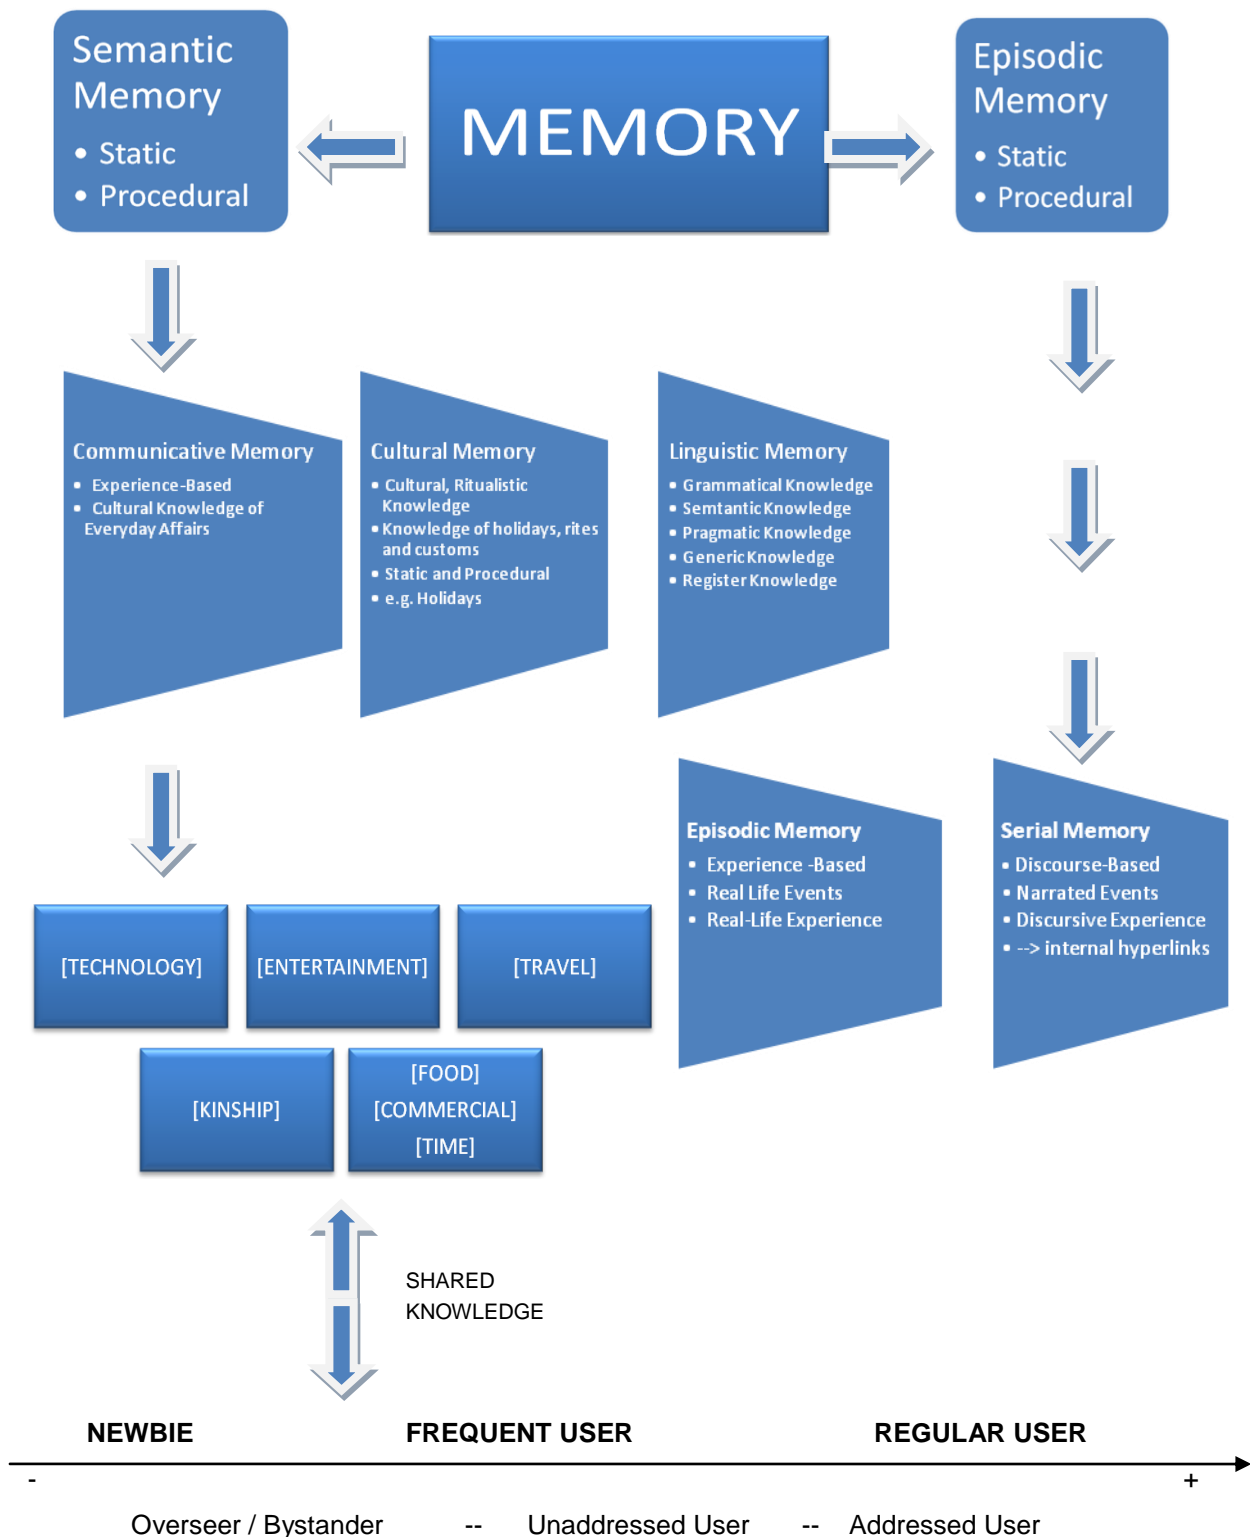 Semantic
Memory
• Static
• Procedural
MEMORY
Episodic
Memory
• Static
• Procedural
Communicative Memory
▪ Experience-Based
▪ Cultural Knowledge of
Everyday Affairs
Cultural Memory
▪ Cultural, Ritualistic
Knowledge
▪ Knowledge of holidays, rites
and customs
▪ Static and Procedural
▪ e.g. Holidays
Linguistic Memory
▪ Grammatical Knowledge
▪ Semtantic Knowledge
▪ Pragmatic Knowledge
▪ Generic Knowledge
▪ Register Knowledge
Episodic Memory
▪ Experience -Based
▪ Real Life Events
▪ Real-Life Experience
Serial Memory
▪ Discourse-Based
▪ Narrated Events
▪ Discursive Experience
▪ --> internal hyperlinks
[TECHNOLOGY]
[ENTERTAINMENT]
[TRAVEL]
[KINSHIP]
[FOOD]
[COMMERCIAL]
[TIME]
SHARED
KNOWLEDGE
NEWBIE FREQUENT USER REGULAR USER
- +
Overseer / Bystander -- Unaddressed User -- Addressed User